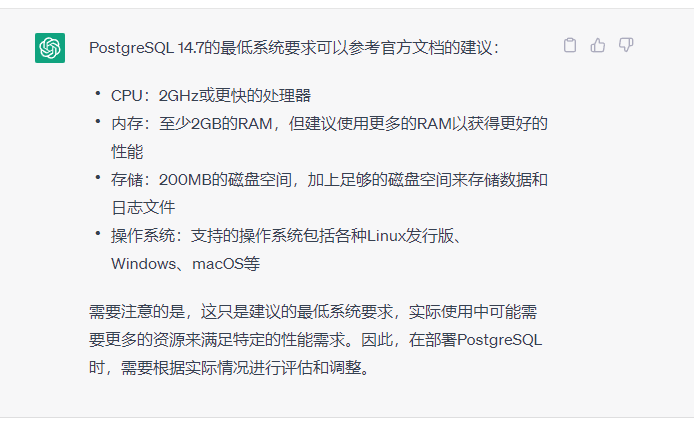 PostgreSQL 14.7的最低系统要求可以参考官方文档的建议：
• CPU：2GHz或更快的处理器
• 内存：至少2GB的RAM，但建议使用更多的RAM以获得更好的
性能
• 存储：200MB的磁盘空间，加上足够的磁盘空间来存储数据和
日志文件
• 操作系统：支持的操作系统包括各种Linux发行版、
Windows、macOS等
需要注意的是，这只是建议的最低系统要求，实际使用中可能需
要更多的资源来满足特定的性能需求。因此，在部署PostgreSQL
时，需要根据实际情况进行评估和调整。